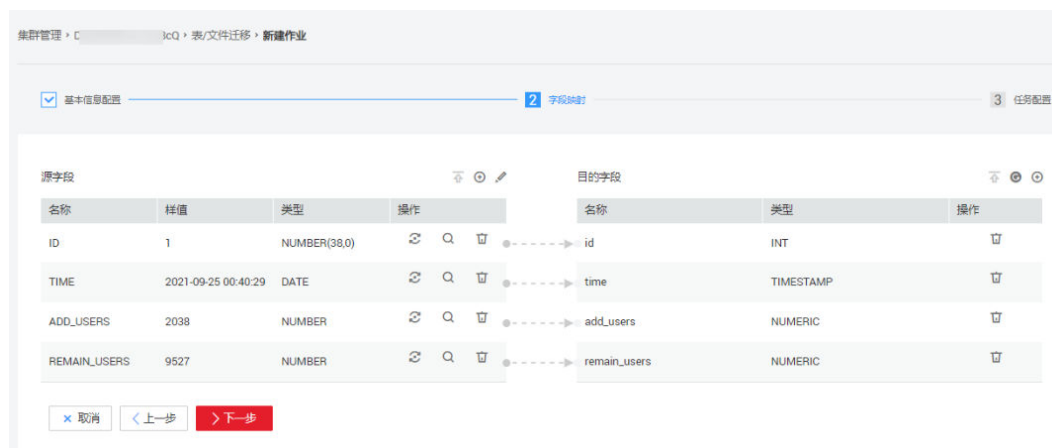 集群管理 › D 3cQ › 表/文件迁移 › 新建作业
基本信息配置 2 字段映射 3 任务配置
源字段 目的字段
名称 样值 类型 操作 名称 类型 操作
ID 1 NUMBER(38,0) id INT
TIME 2021-09-25 00:40:29 DATE time TIMESTAMP
ADD_USERS 2038 NUMBER add_users NUMERIC
REMAIN_USERS 9527 NUMBER remain_users NUMERIC
× 取消 < 上一步 > 下一步